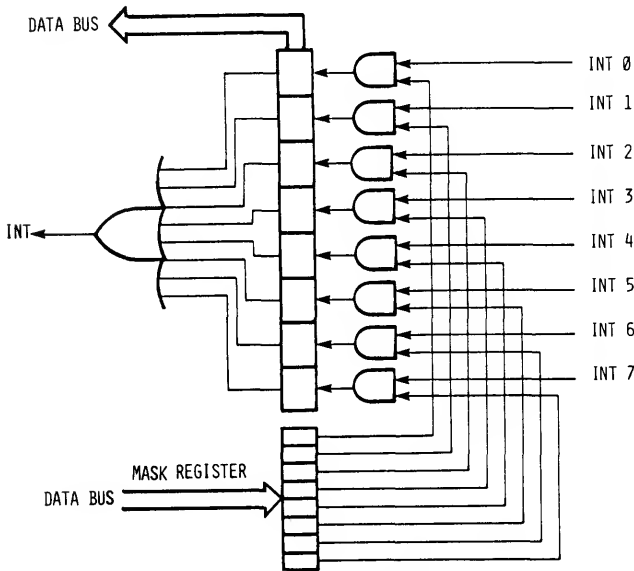 DATA BUS
INT Ø
INT 1
INT 2
INT 3
INT
INT 4
INT 5
INT 6
INT 7
MASK REGISTER
DATA BUS